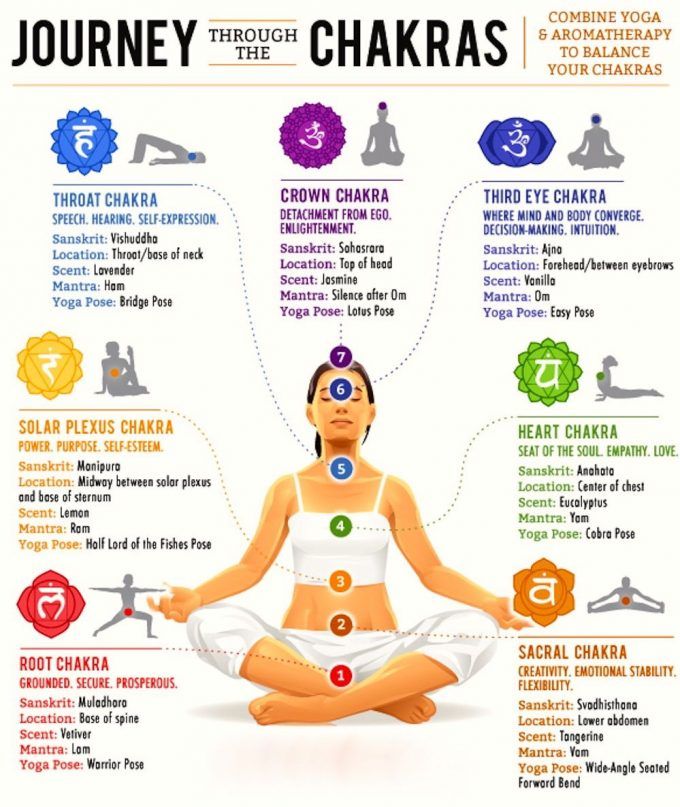 JOURNEY THROUGH THE CHAKRAS
COMBINE YOGA
& AROMATHERAPY
TO BALANCE
YOUR CHAKRAS
हं
THROAT CHAKRA
SPEECH. HEARING. SELF-EXPRESSION.
Sanskrit: Vishuddha
Location: Throat/base of neck
Scent: Lavender
Mantra: Ham
Yoga Pose: Bridge Pose
ॐ
CROWN CHAKRA
DETACHMENT FROM EGO.
ENLIGHTENMENT.
Sanskrit: Sahasrara
Location: Top of head
Scent: Jasmine
Mantra: Silence after Om
Yoga Pose: Lotus Pose
ॐ
THIRD EYE CHAKRA
WHERE MIND AND BODY CONVERGE.
DECISION-MAKING. INTUITION.
Sanskrit: Ajna
Location: Forehead/between eyebrows
Scent: Vanilla
Mantra: Om
Yoga Pose: Easy Pose
रं
SOLAR PLEXUS CHAKRA
POWER. PURPOSE. SELF-ESTEEM.
Sanskrit: Manipura
Location: Midway between solar plexus
and base of sternum
Scent: Lemon
Mantra: Ram
Yoga Pose: Half Lord of the Fishes Pose
यं
HEART CHAKRA
SEAT OF THE SOUL. EMPATHY. LOVE.
Sanskrit: Anahata
Location: Center of chest
Scent: Eucalyptus
Mantra: Yam
Yoga Pose: Cobra Pose
लं
ROOT CHAKRA
GROUNDED. SECURE. PROSPEROUS.
Sanskrit: Muladhara
Location: Base of spine
Scent: Vetiver
Mantra: Lam
Yoga Pose: Warrior Pose
वं
SACRAL CHAKRA
CREATIVITY. EMOTIONAL STABILITY.
FLEXIBILITY.
Sanskrit: Svadhisthana
Location: Lower abdomen
Scent: Tangerine
Mantra: Vam
Yoga Pose: Wide-Angle Seated
Forward Bend
7
6
5
4
3
2
1